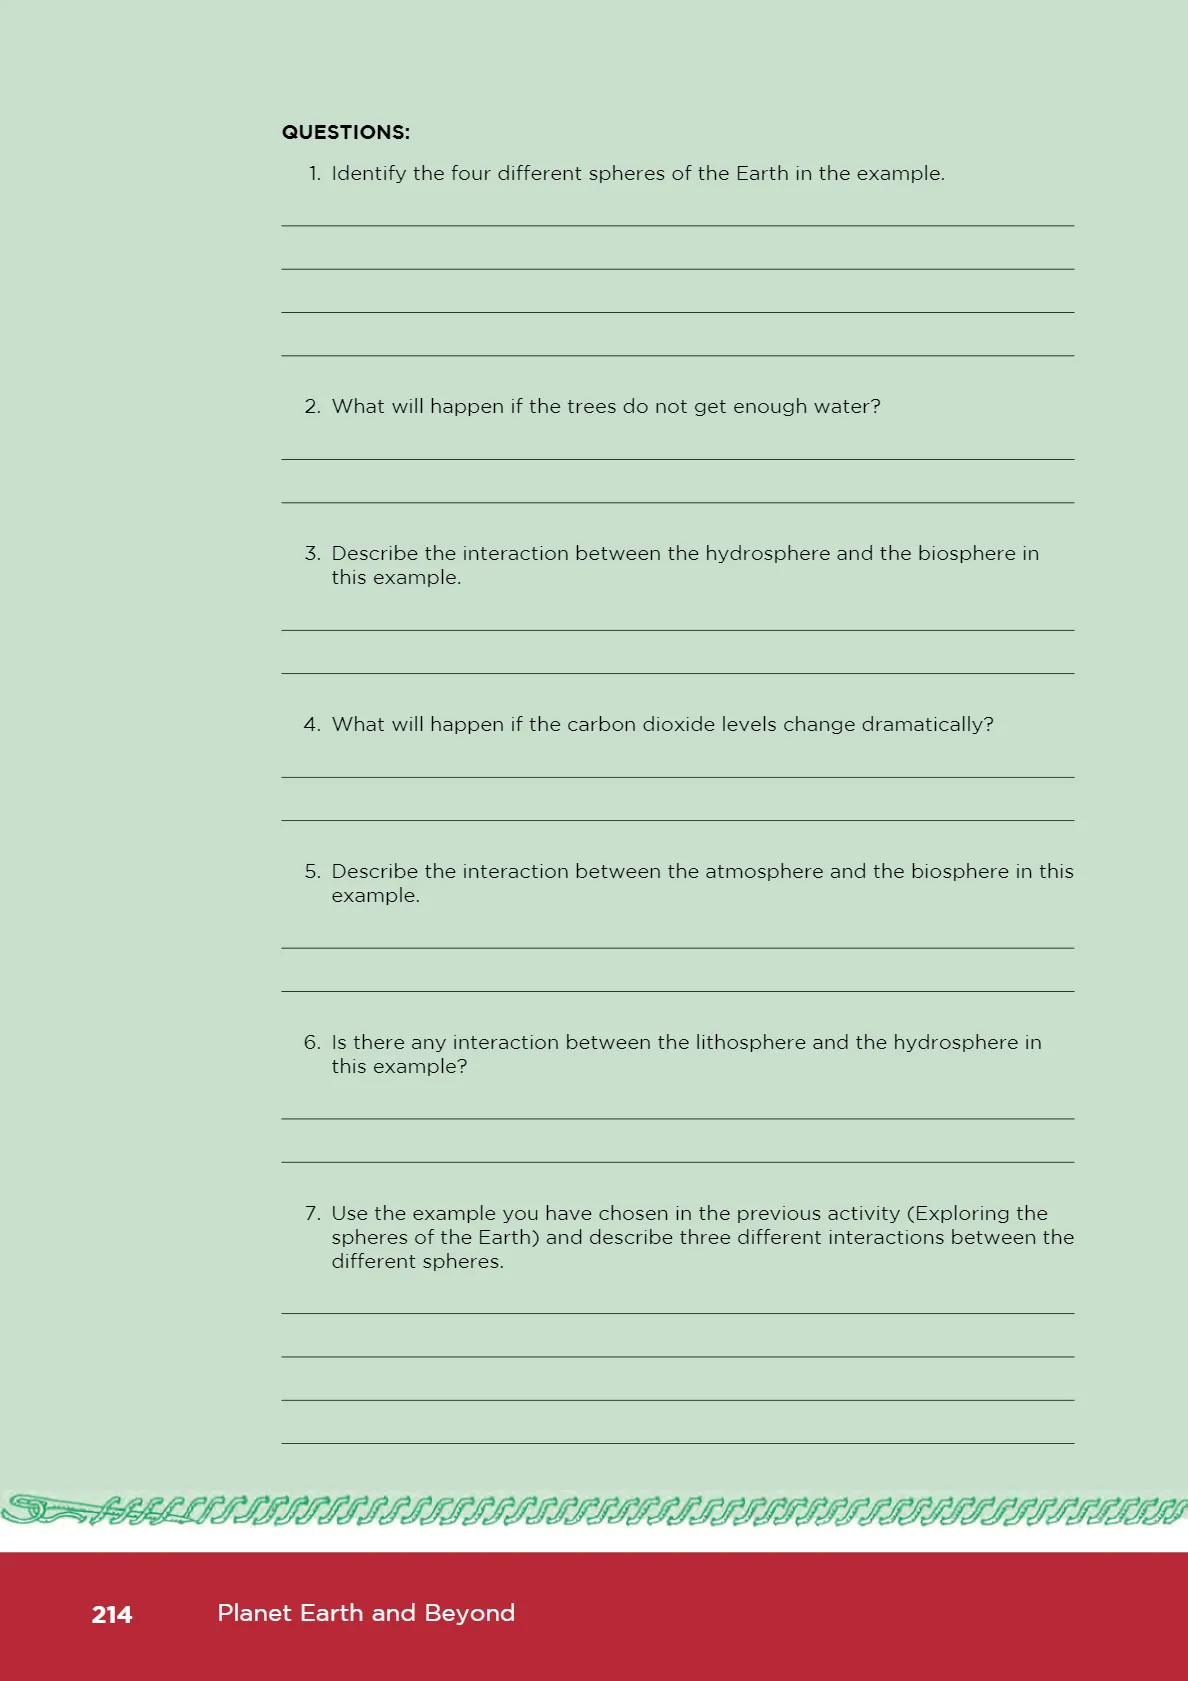 QUESTIONS:
1. Identify the four different spheres of the Earth in the example.
2. What will happen if the trees do not get enough water?
3. Describe the interaction between the hydrosphere and the biosphere in
this example.
4. What will happen if the carbon dioxide levels change dramatically?
5. Describe the interaction between the atmosphere and the biosphere in this
example.
6. Is there any interaction between the lithosphere and the hydrosphere in
this example?
7. Use the example you have chosen in the previous activity (Exploring the
spheres of the Earth) and describe three different interactions between the
different spheres.
214 Planet Earth and Beyond